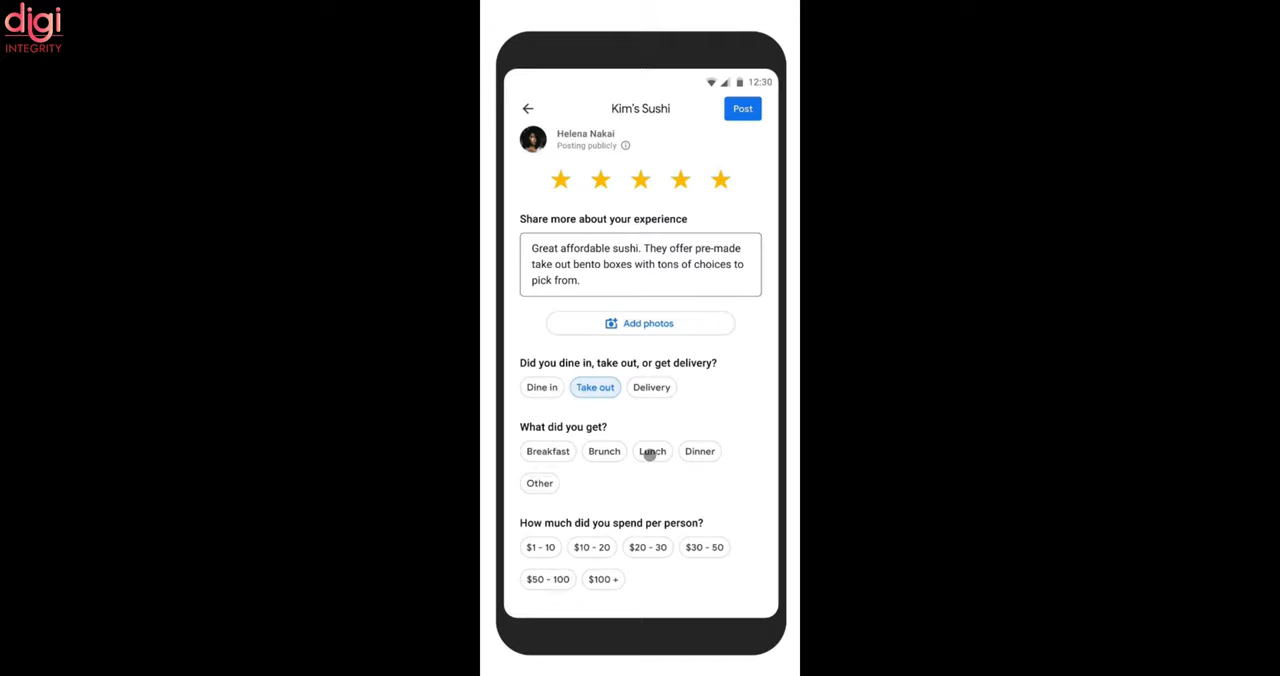 digi
INTEGRITY
12:30
Kim's Sushi
Post
Helena Nakai
Posting publicly
Share more about your experience
Great affordable sushi. They offer pre-made
take out bento boxes with tons of choices to
pick from.
Add photos
Did you dine in, take out, or get delivery?
Dine in Take out Delivery
What did you get?
Breakfast Brunch Lunch Dinner
Other
How much did you spend per person?
$1 - 10 $10 - 20 $20 - 30 $30 - 50
$50 - 100 $100 +